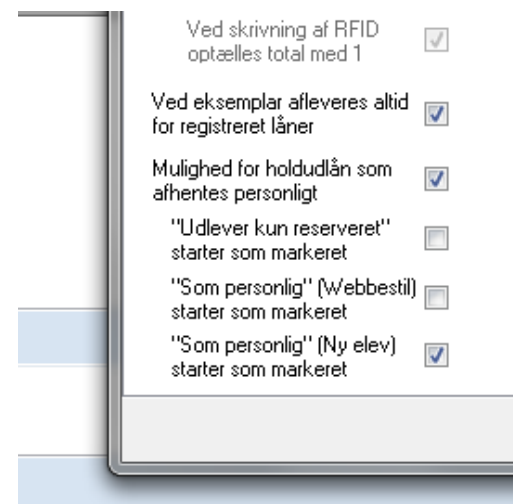 Ved skrivning af RFID
optælles total med 1
Ved eksemplar afleveres altid
for registreret låner
Mulighed for holdudlån som
afhentes personligt
"Udlever kun reserveret"
starter som markeret
"Som personlig" (Webbestil)
starter som markeret
"Som personlig" (Ny elev)
starter som markeret